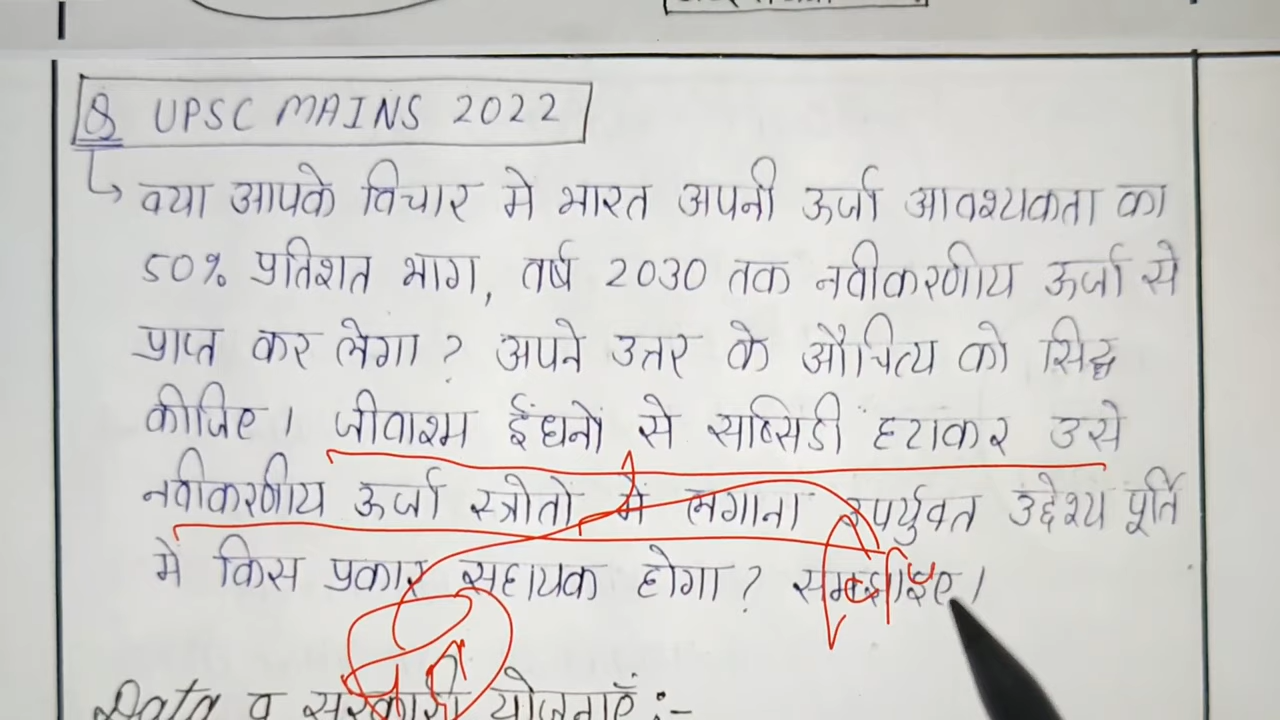 Q UPSC MAINS 2022
क्या आपके विचार मे भारत अपनी ऊर्जा आवश्यकता का
50% प्रतिशत भाग, वर्ष 2030 तक नवीकरणीय ऊर्जा से
प्राप्त कर लेगा ? अपने उत्तर के औचित्य को सिद्ध
कीजिए । जीवाश्म ईंधनों से सब्सिडी हटाकर उसे
नवीकरणीय ऊर्जा स्त्रोतों में लगाना उपर्युक्त उद्देश्य पूर्ति
मे किस प्रकार सहायक होगा ? समझाइए ।
Data व सरकारी योजनाएँ :-